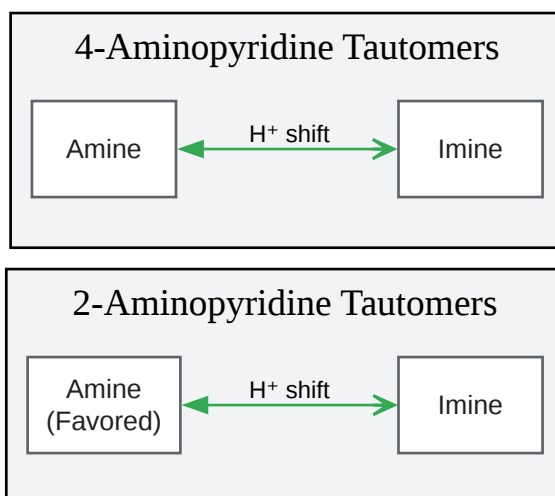 4-Aminopyridine Tautomers
Amine
H⁺ shift
Imine
2-Aminopyridine Tautomers
Amine
(Favored)
H⁺ shift
Imine